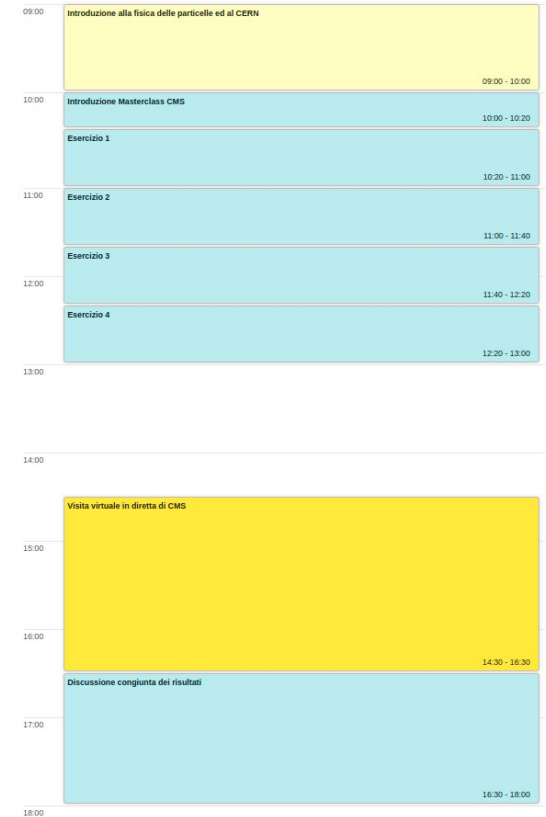 09:00
Introduzione alla fisica delle particelle ed al CERN
09:00 - 10:00
10:00
Introduzione Masterclass CMS
10:00 - 10:20
Esercizio 1
10:20 - 11:00
11:00
Esercizio 2
11:00 - 11:40
Esercizio 3
12:00
11:40 - 12:20
Esercizio 4
12:20 - 13:00
13:00
14:00
Visita virtuale in diretta di CMS
15:00
16:00
14:30 - 16:30
Discussione congiunta dei risultati
17:00
16:30 - 18:00
18:00